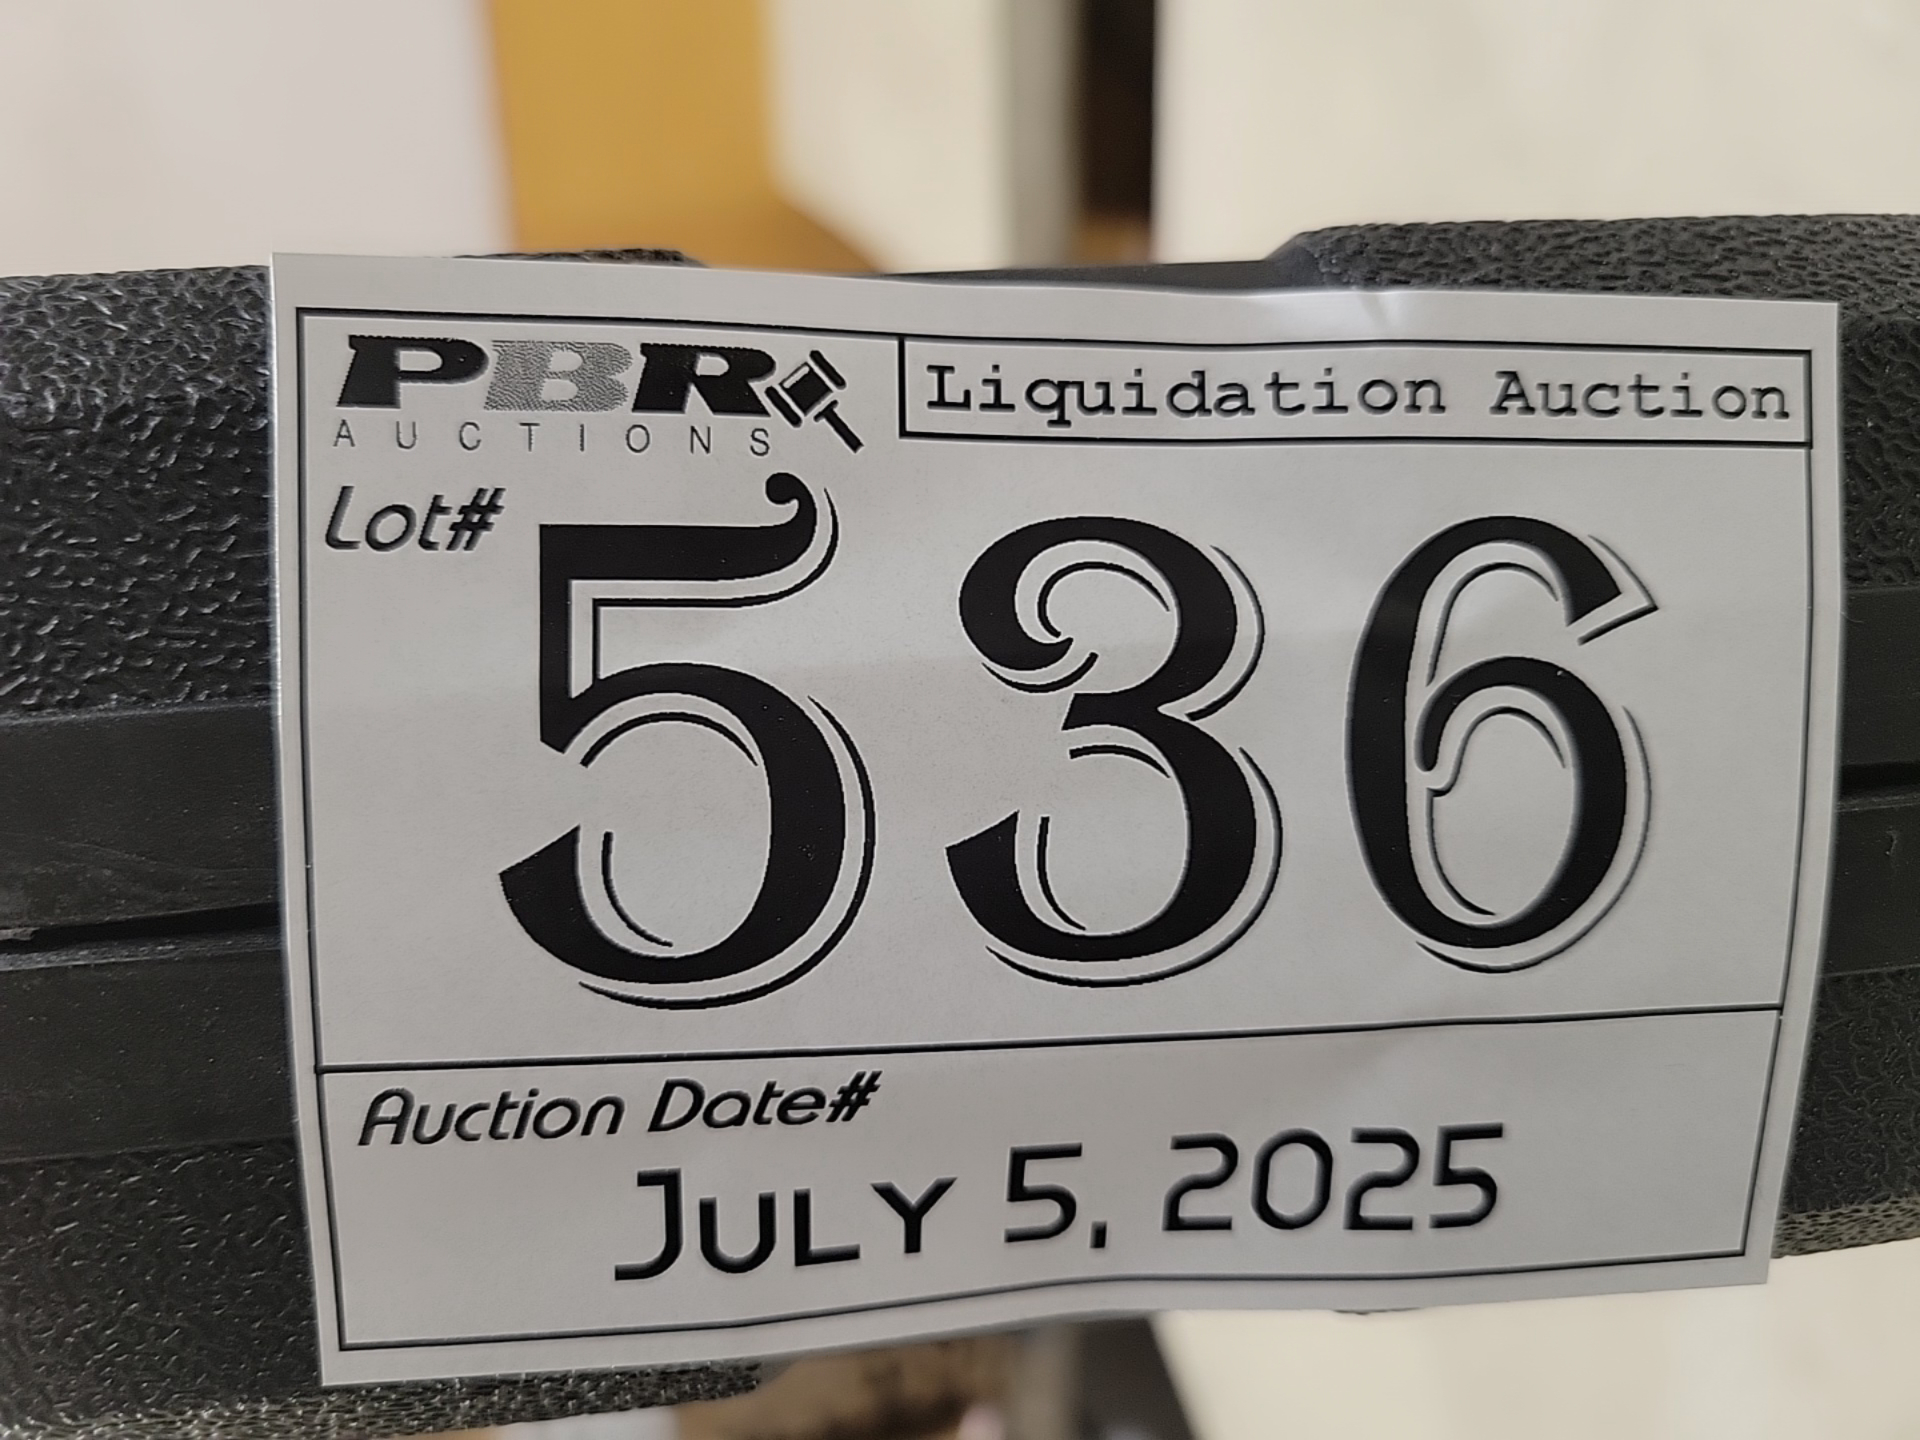 PBR
AUCTIONS
Liquidation Auction
Lot#
536
Auction Date#
JULY 5, 2025